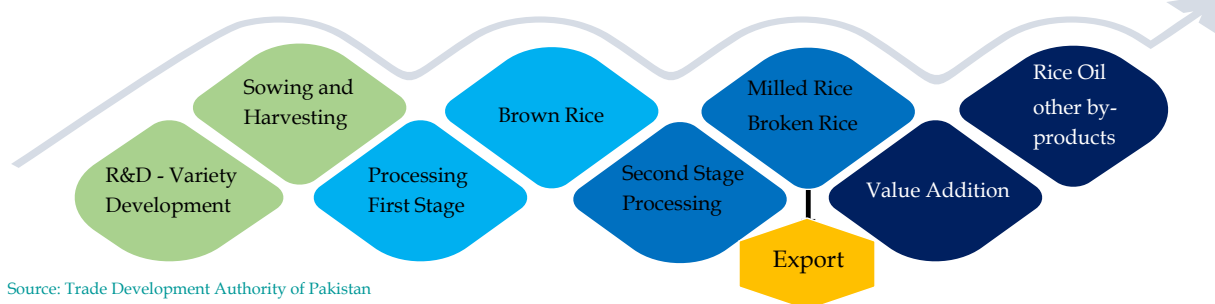 R&D - Variety
Development
Sowing and
Harvesting
Processing
First Stage
Brown Rice
Second Stage
Processing
Milled Rice
Broken Rice
Export
Value Addition
Rice Oil
other by-
products
Source: Trade Development Authority of Pakistan